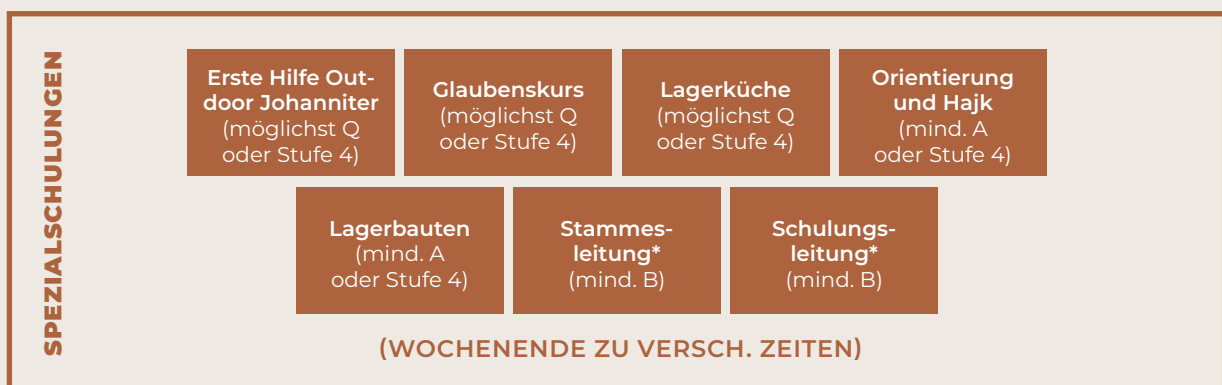 SPEZIALSCHULUNGEN
Erste Hilfe Out-
door Johanniter
(möglichst Q
oder Stufe 4)
Glaubenskurs
(möglichst Q
oder Stufe 4)
Lagerküche
(möglichst Q
oder Stufe 4)
Orientierung
und Hajk
(mind. A
oder Stufe 4)
Lagerbauten
(mind. A
oder Stufe 4)
Stammes-
leitung*
(mind. B)
Schulungs-
leitung*
(mind. B)
(WOCHENENDE ZU VERSCH. ZEITEN)